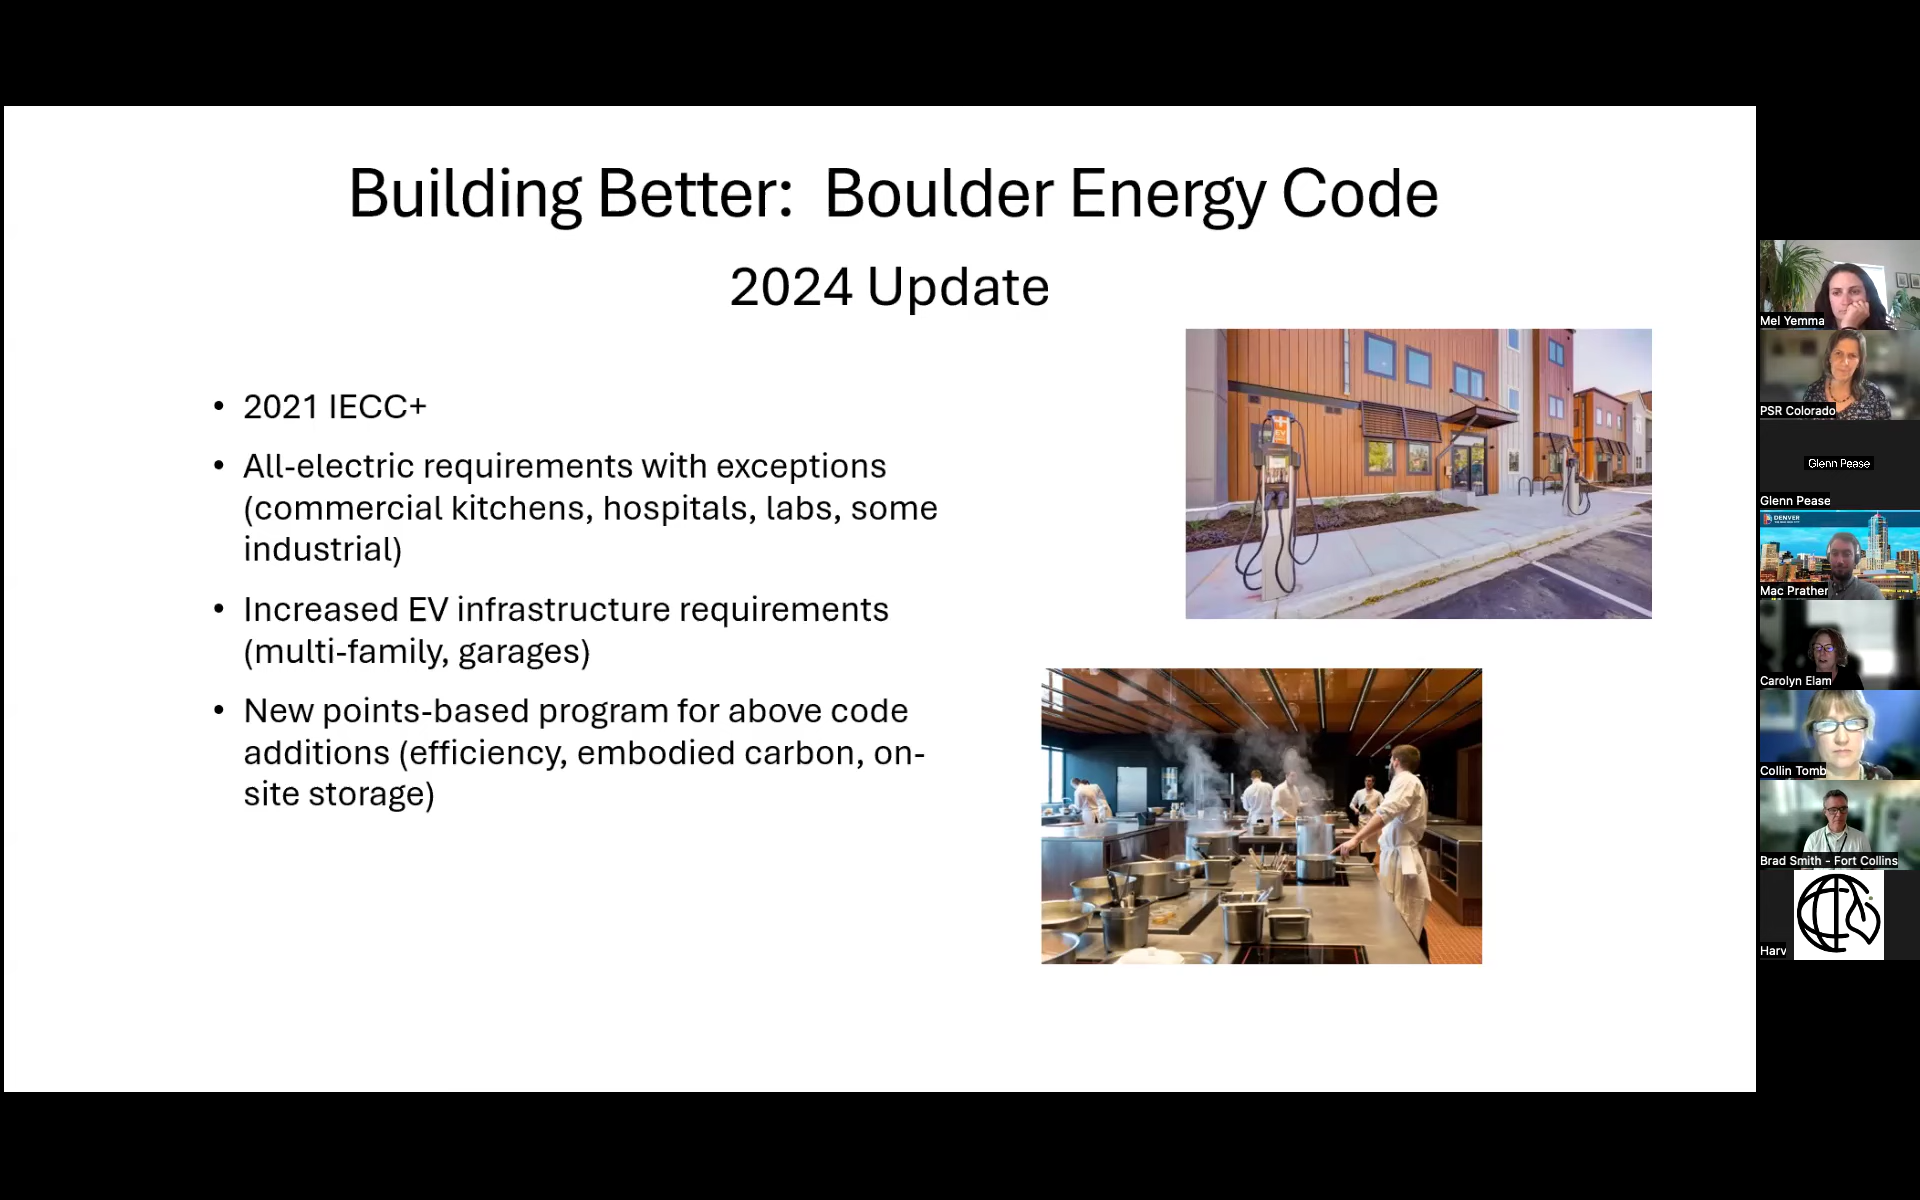 Building Better: Boulder Energy Code
2024 Update
• 2021 IECC+
• All-electric requirements with exceptions
(commercial kitchens, hospitals, labs, some
industrial)
• Increased EV infrastructure requirements
(multi-family, garages)
• New points-based program for above code
additions (efficiency, embodied carbon, on-
site storage)
EV
Mel Yemma
PSR Colorado
Glenn Pease
Glenn Pease
DENVER
Mac Prather
Carolyn Elam
Collin Tomb
Brad Smith - Fort Collins
Harv